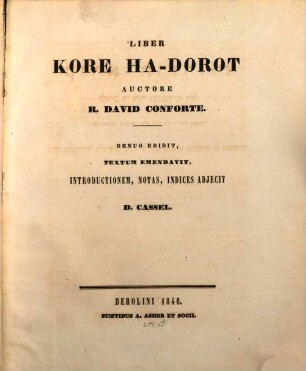 LIBER
KORE HA-DOROT
AUCTORE
R. DAVID CONFORTE.
DENUO EDIDIT,
TEXTUM EMENDAVIT,
INTRODUCTIONEM, NOTAS, INDICES ADJECIT
D. CASSEL.
BEROLINI 1846.
SUMTIBUS A. ASHER ET SOCII.